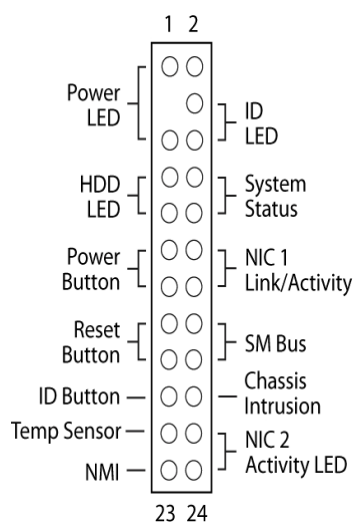 1 2
Power
LED
ID
LED
HDD
LED
System
Status
Power
Button
NIC 1
Link/Activity
Reset
Button
SM Bus
ID Button
Chassis
Intrusion
Temp Sensor
NIC 2
Activity LED
NMI
23 24